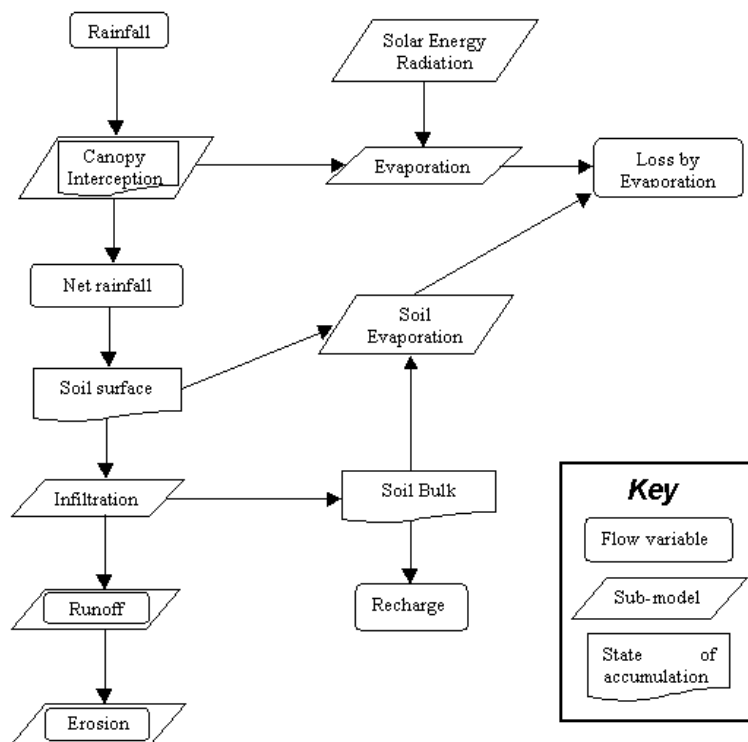 Rainfall
Solar Energy
Radiation
Canopy
Interception
Evaporation
Loss by
Evaporation
Net rainfall
Soil
Evaporation
Soil surface
Infiltration
Soil Bulk
Runoff
Recharge
Erosion
Key
Flow variable
Sub-model
State of
accumulation